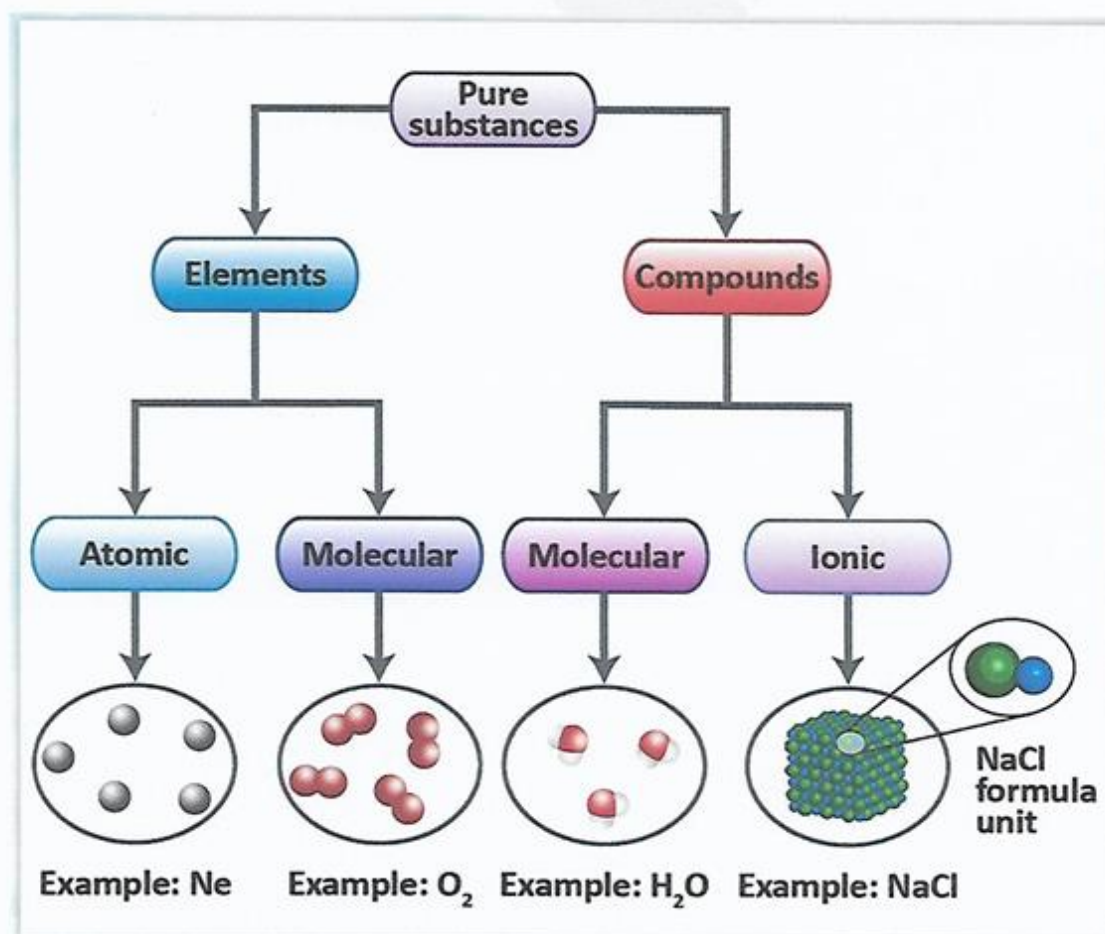 Pure
substances
Elements
Compounds
Atomic
Molecular
Molecular
Ionic
NaCl
formula
unit
Example: Ne
Example: O₂
Example: H₂O
Example: NaCl